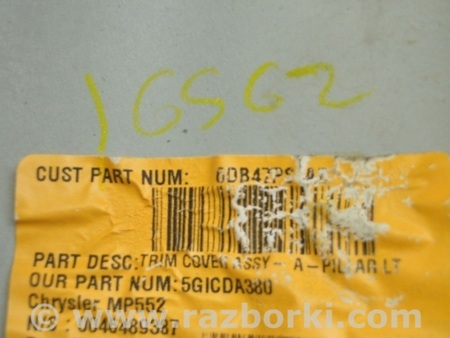 16562
CUST PART NUM:
PART DESC: TRIM COVER ASSY - A-PILLAR LT
OUR PART NUM: 5GICDA380
Chrysler MP552
0048489387
www.razborki.com